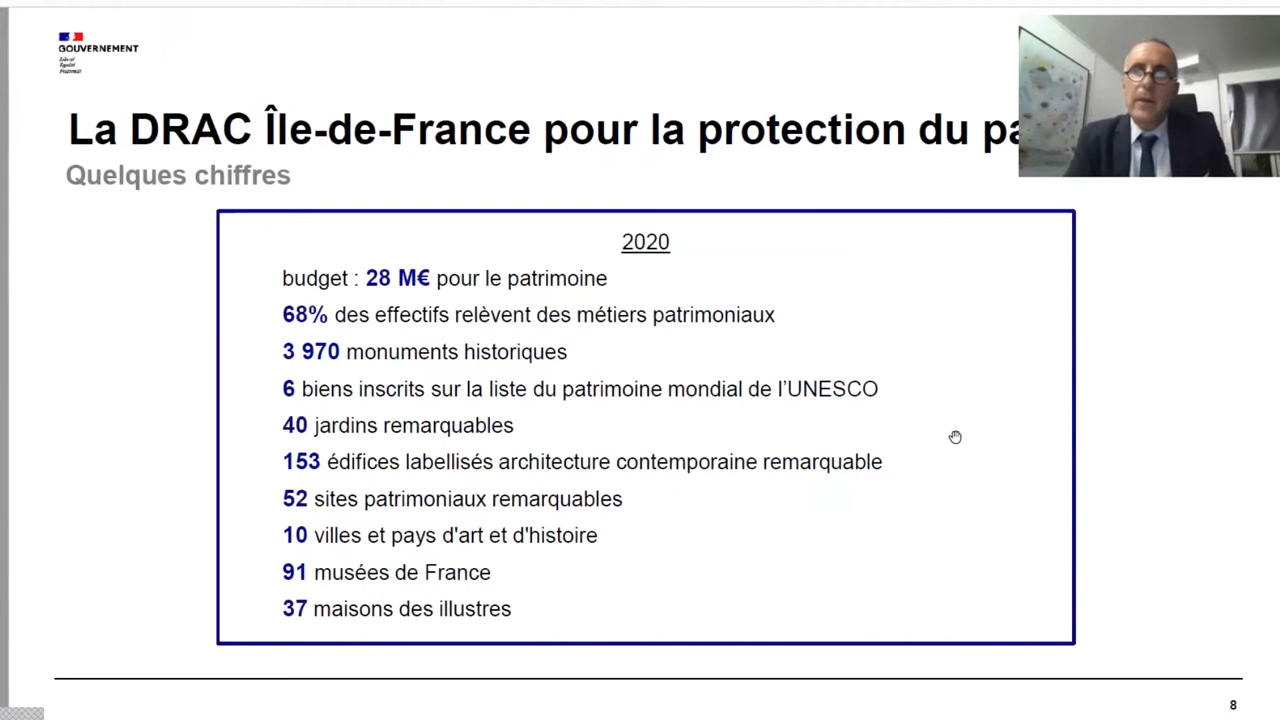 GOUVERNEMENT
Liberté
Égalité
Fraternité
La DRAC Île-de-France pour la protection du pa
Quelques chiffres
2020
budget : 28 M€ pour le patrimoine
68% des effectifs relèvent des métiers patrimoniaux
3 970 monuments historiques
6 biens inscrits sur la liste du patrimoine mondial de l’UNESCO
40 jardins remarquables
153 édifices labellisés architecture contemporaine remarquable
52 sites patrimoniaux remarquables
10 villes et pays d'art et d'histoire
91 musées de France
37 maisons des illustres
8